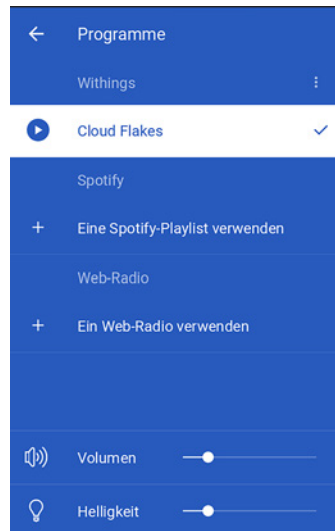 Programme
Withings
Cloud Flakes
Spotify
Eine Spotify-Playlist verwenden
Web-Radio
Ein Web-Radio verwenden
Volumen
Helligkeit